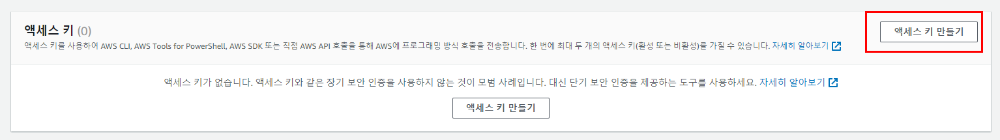 액세스 키 (0)
액세스 키 만들기
액세스 키를 사용하여 AWS CLI, AWS Tools for PowerShell, AWS SDK 또는 직접 AWS API 호출을 통해 AWS에 프로그래밍 방식 호출을 전송합니다. 한 번에 최대 두 개의 액세스 키(활성 또는 비활성)를 가질 수 있습니다. 자세히 알아보기
액세스 키가 없습니다. 액세스 키와 같은 장기 보안 인증을 사용하지 않는 것이 모범 사례입니다. 대신 단기 보안 인증을 제공하는 도구를 사용하세요. 자세히 알아보기
액세스 키 만들기